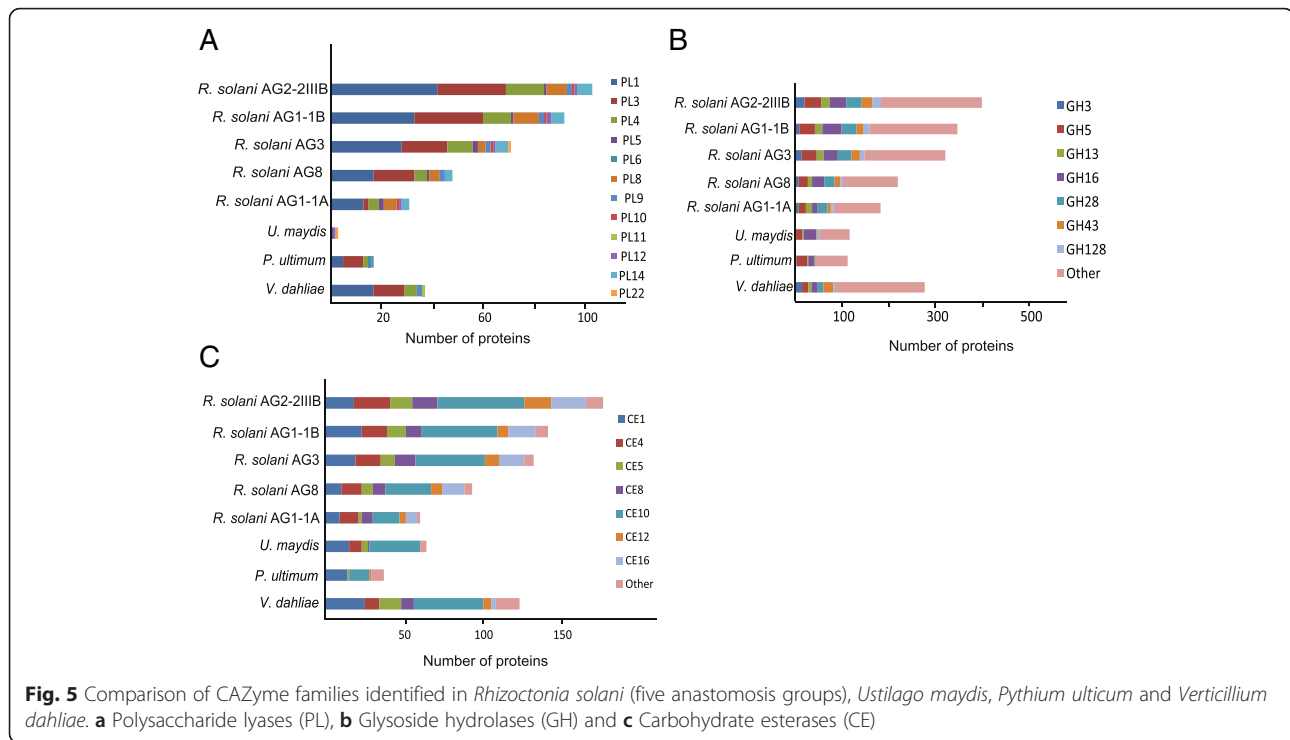 A
R. solani AG2-2IIIB
R. solani AG1-1B
R. solani AG3
R. solani AG8
R. solani AG1-1A
U. maydis
P. ultimum
V. dahliae
20
60
100
Number of proteins
PL1
PL3
PL4
PL5
PL6
PL8
PL9
PL10
PL11
PL12
PL14
PL22
B
R. solani AG2-2IIIB
R. solani AG1-1B
R. solani AG3
R. solani AG8
R. solani AG1-1A
U. maydis
P. ultimum
V. dahliae
100
300
500
Number of proteins
GH3
GH5
GH13
GH16
GH28
GH43
GH128
Other
C
R. solani AG2-2IIIB
R. solani AG1-1B
R. solani AG3
R. solani AG8
R. solani AG1-1A
U. maydis
P. ultimum
V. dahliae
50
100
150
Number of proteins
CE1
CE4
CE5
CE8
CE10
CE12
CE16
Other
Fig. 5 Comparison of CAZyme families identified in Rhizoctonia solani (five anastomosis groups), Ustilago maydis, Pythium ulticum and Verticillium
dahliae. a Polysaccharide lyases (PL), b Glysoside hydrolases (GH) and c Carbohydrate esterases (CE)